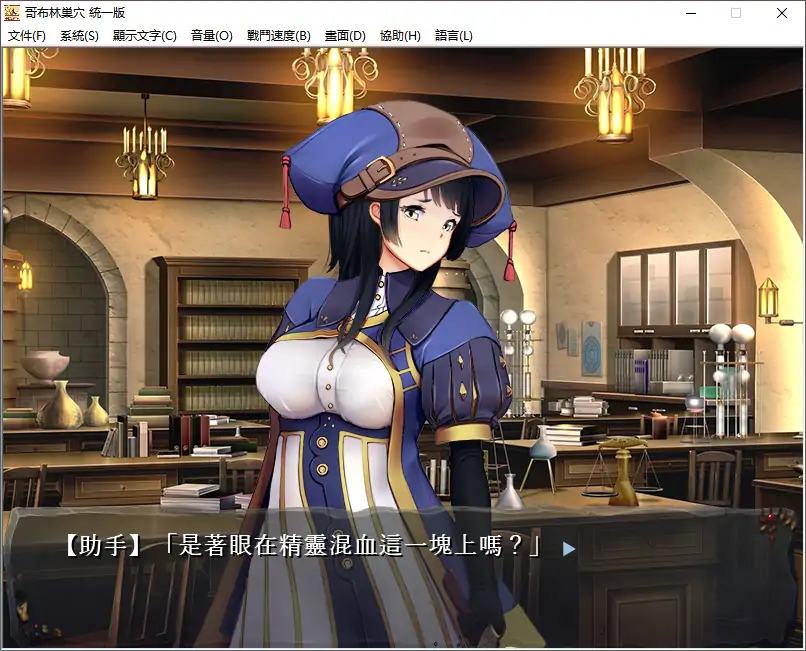 哥布林巢穴 統一版
文件(F) 系統(S) 顯示文字(C) 音量(O) 戰鬥速度(B) 畫面(D) 協助(H) 語言(L)
【助手】「是著眼在精靈混血這一塊上嗎？」